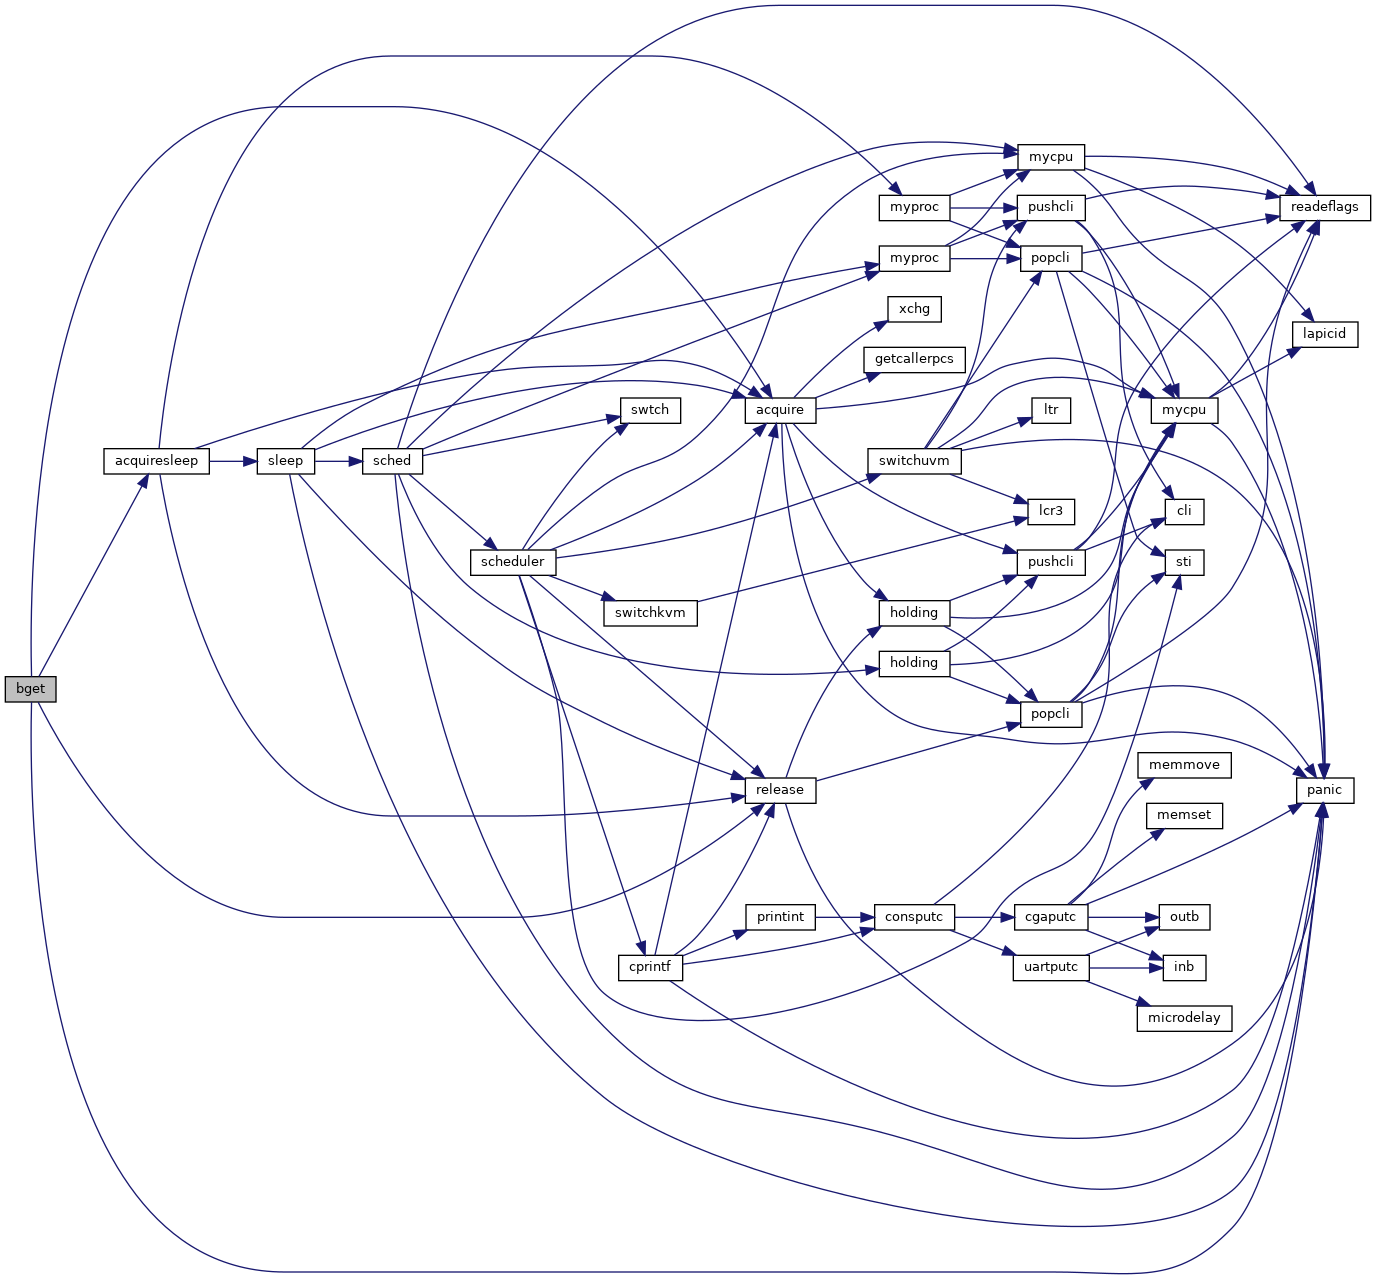 mycpu
myproc
pushcli
readeflags
myproc
popcli
xchg
lapicid
getcallerpcs
swtch
acquire
ltr
mycpu
acquiresleep
sleep
sched
switchuvm
lcr3
cli
scheduler
pushcli
sti
switchkvm
holding
holding
bget
popcli
memmove
release
panic
memset
printint
consputc
cgaputc
outb
cprintf
uartputc
inb
microdelay